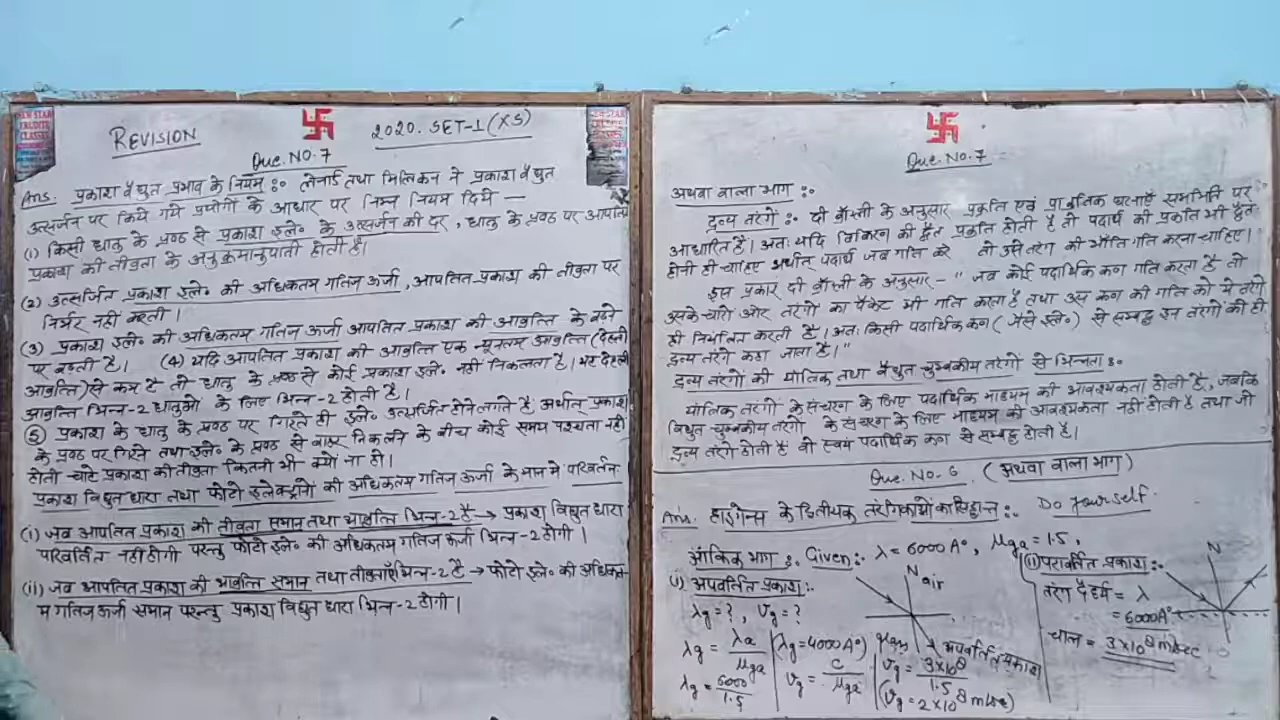 REVISION
2020. SET-1 (XS)
Que. NO. 7
Ans. प्रकाश वैद्युत प्रभाव के नियम :० लेनार्ड तथा मिलिकन ने प्रकाश वैद्युत
उत्सर्जन पर किये गये प्रयोगों के आधार पर निम्न नियम दिये —
(1) किसी धातु के प्रष्ठ से प्रकाश इले० के उत्सर्जन की दर, धातु के प्रष्ठ पर आपतित
प्रकाश की तीव्रता के अनुक्रमानुपाती होती है।
(2) उत्सर्जित प्रकाश इले० की अधिकतम गतिज ऊर्जा, आपतित प्रकाश की तीव्रता पर
निर्भर नहीं करती।
(3) प्रकाश इले० की अधिकतम गतिज ऊर्जा आपतित प्रकाश की आवृत्ति के बढ़ने
पर बढ़ती है। (4) यदि आपतित प्रकाश की आवृत्ति एक न्यूनतम आवृत्ति (देहली
आवृत्ति) से कम है तो धातु के प्रष्ठ से कोई प्रकाश इले० नहीं निकलता है। यह देहली
आवृत्ति भिन्न-2 धातुओं के लिए भिन्न-2 होती है।
(5) प्रकाश के धातु के प्रष्ठ पर गिरते ही इले० उत्सर्जित होने लगते है अर्थात् प्रकाश
के प्रष्ठ पर गिरने तथा इले० के प्रष्ठ से बाहर निकलने के बीच कोई समय पश्चता नहीं
होती चाहे प्रकाश की तीव्रता कितनी भी क्यों ना हो।
प्रकाश विद्युत धारा तथा फोटो इलेक्ट्रानों की अधिकतम गतिज ऊर्जा के मान मे परिवर्तन
(i) जब आपतित प्रकाश की तीव्रता समान तथा आवृत्ति भिन्न-2 है → प्रकाश विद्युत धारा
परिवर्तित नहीं होगी परन्तु फोटो इले० की अधिकतम गतिज ऊर्जा भिन्न-2 होगी।
(ii) जब आपतित प्रकाश की आवृत्ति समान तथा तीव्रताएँ भिन्न-2 है → फोटो इले० की अधिकत-
म गतिज ऊर्जा समान परन्तु प्रकाश विद्युत धारा भिन्न-2 होगी।
Que. NO. 7
अथवा वाला भाग :०
द्रव्य तरंगे :० दी ब्रॉग्ली के अनुसार प्रकृति एवं प्राकृतिक घटनाएँ सममिति पर
आधारित है। अतः यदि विकिरण की द्वैत प्रकृति होती है तो पदार्थ की प्रकृति भी द्वैत
होनी ही चाहिए अर्थात् पदार्थ जब गति करे तो उसे तरंग की भाँति गति करना चाहिए।
इस प्रकार दी ब्रॉग्ली के अनुसार- "जब कोई पदार्थिक कण गति करता है तो
उसके चारो ओर तरंगो का पैकेट भी गति करता है तथा उस कण की गति को ये तरंगे
ही नियंत्रित करती है। अतः किसी पदार्थिक कण (जैसे इले०) से सम्बद्ध इन तरंगों को ही
द्रव्य तरंगे कहा जाता है।"
द्रव्य तरंगों की यांत्रिक तथा वैद्युत चुम्बकीय तरंगो से भिन्नता :०
यांत्रिक तरंगों के संचरण के लिए पदार्थिक माध्यम की आवश्यकता होती है, जबकि
विद्युत चुम्बकीय तरंगो के संचरण के लिए माध्यम की आवश्यकता नहीं होती है तथा जो
द्रव्य तरंगे होती है वो स्वयं पदार्थिक कण से सम्बद्ध होती है।
Que. No. 6 (अथवा वाला भाग)
Ans. हाइगेन्स के द्वितीयक तरंगिकाओं का सिद्धान्त :- Do yourself.
आंकिक भाग :० Given:- λ = 6000 A°, μga = 1.5,
(i) अपवर्तित प्रकाश:-
λg = ?, Vg = ?
λg = λa/μga
λg = 6000/1.5
(λg = 4000 A°)
Vg = C/μga
Vg = 3×10⁸/1.5
(Vg = 2×10⁸ m/sec)
N
air
glass
अपवर्तित प्रकाश
(ii) परावर्तित प्रकाश:-
तरंग दैर्ध्य = λ
= 6000A°
चाल = 3×10⁸ m/sec
N